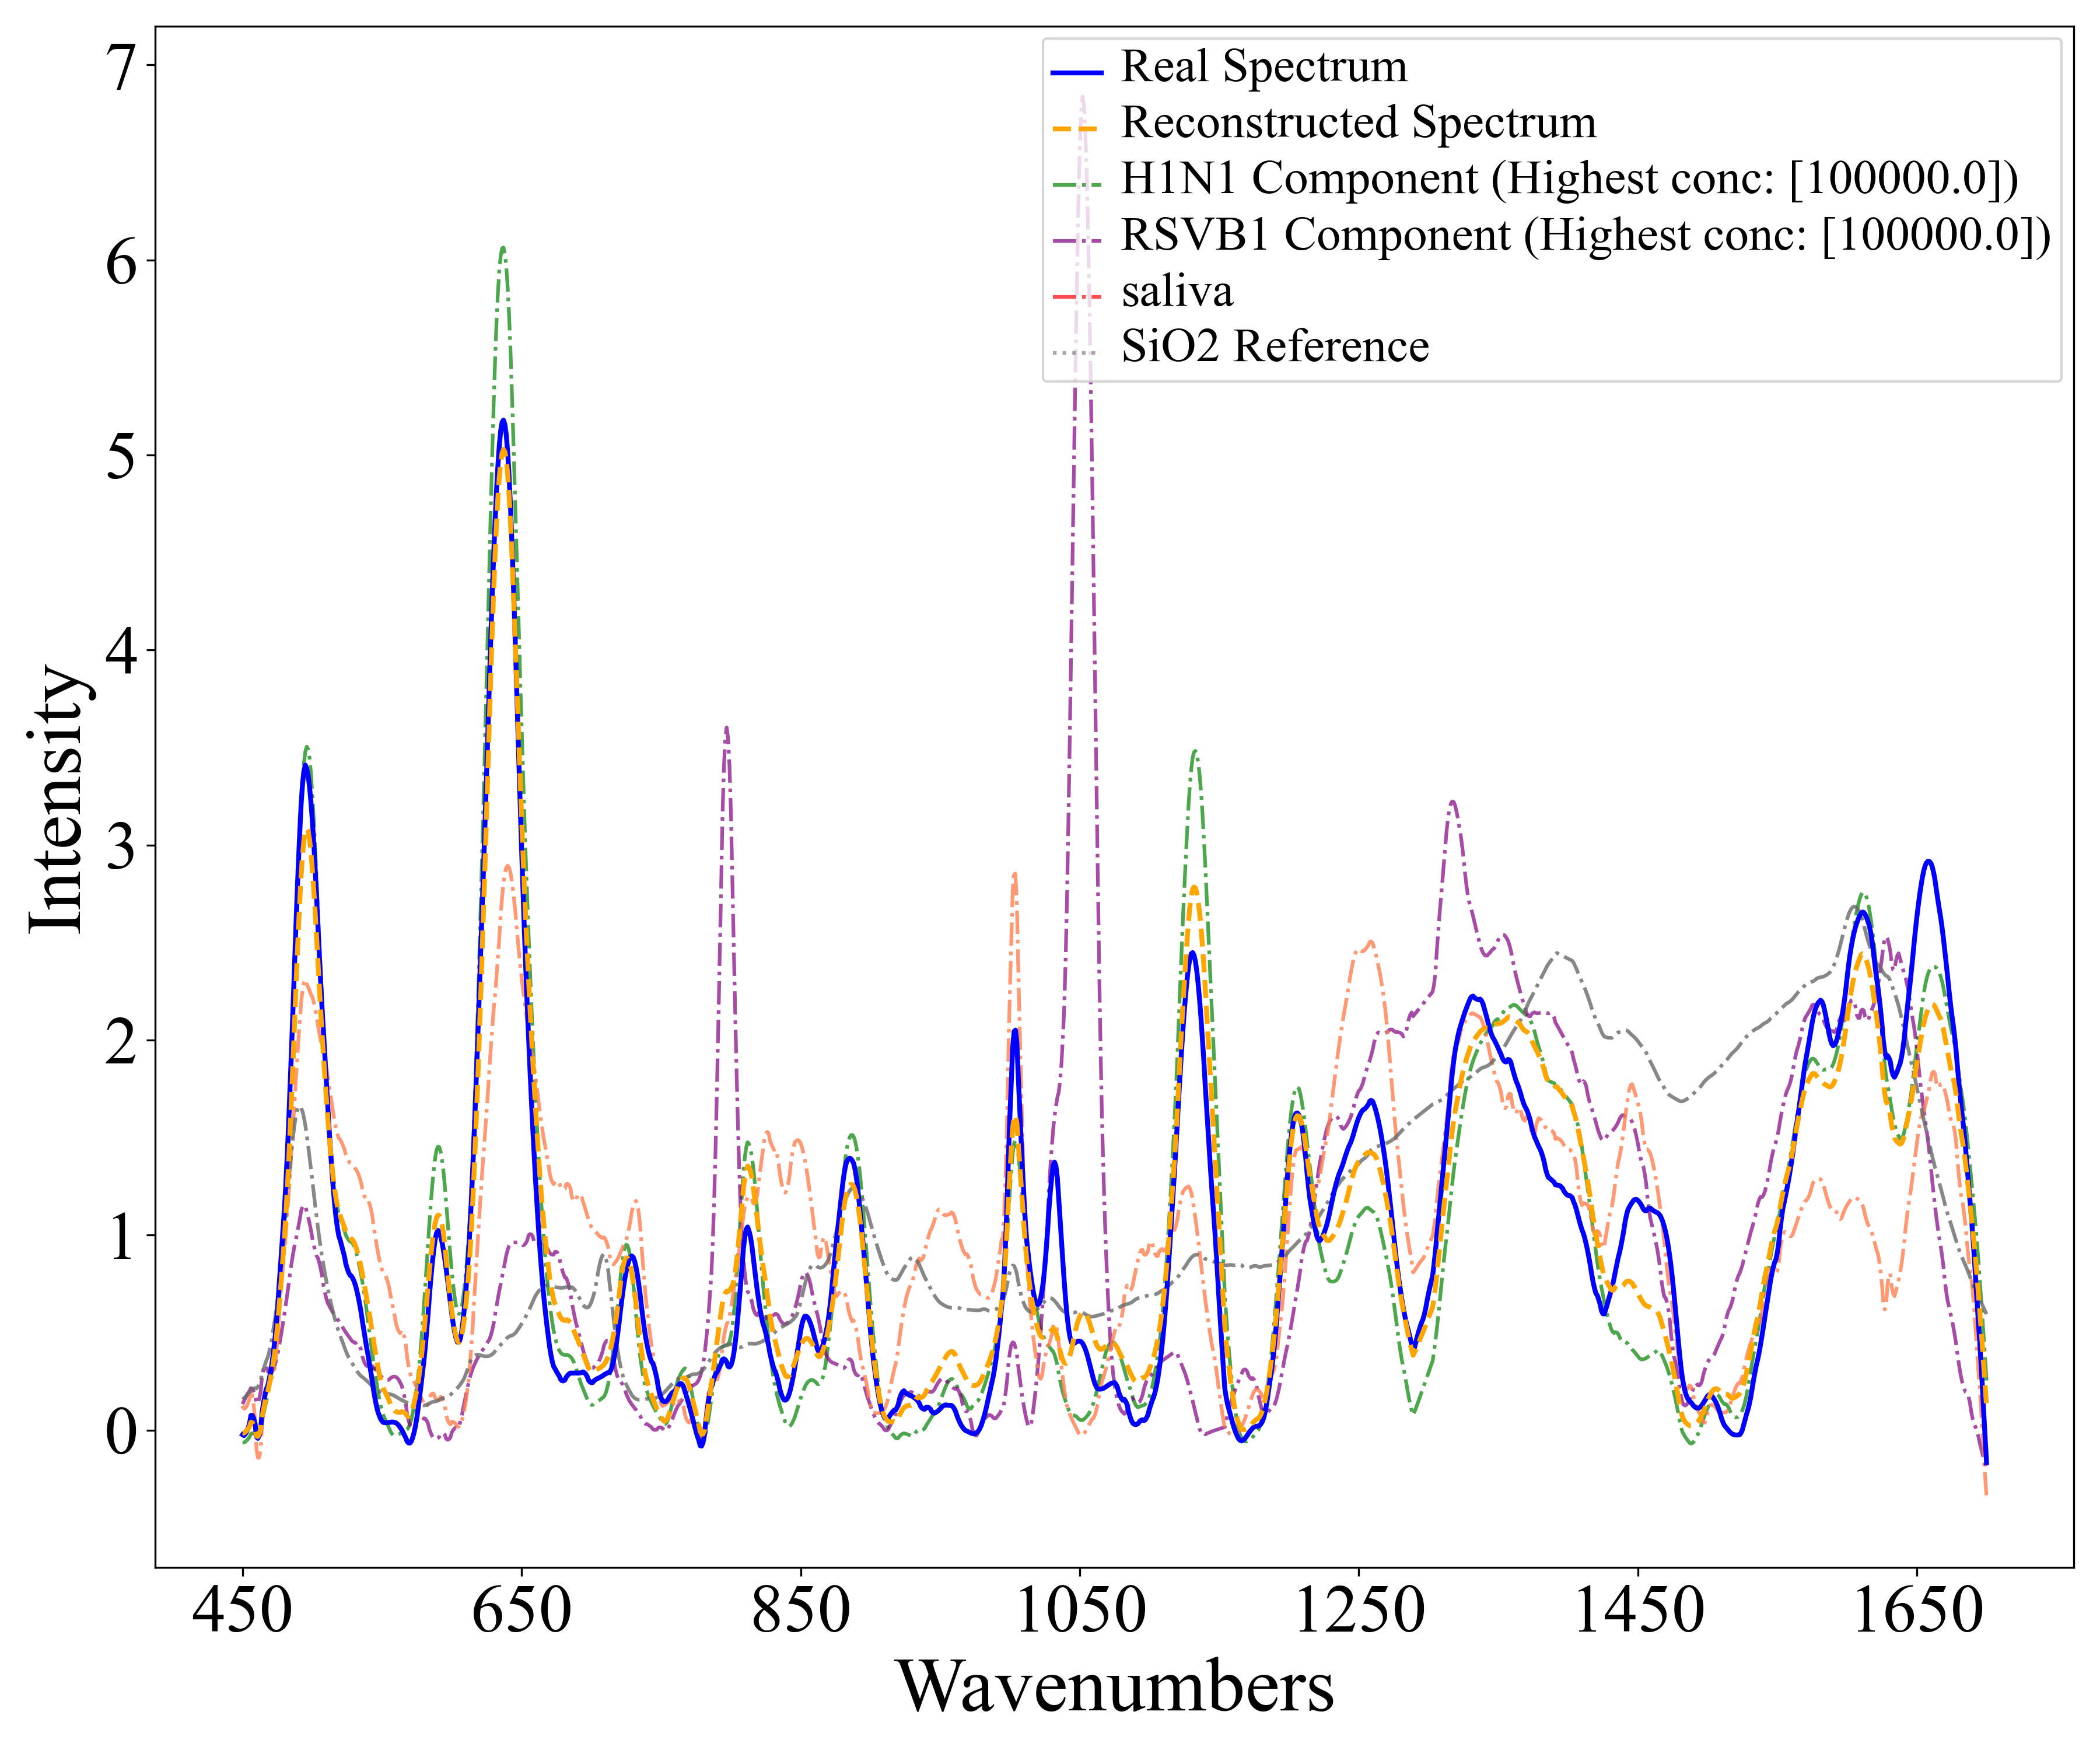 7
6
5
4
3
2
1
0
Intensity
Real Spectrum
Reconstructed Spectrum
H1N1 Component (Highest conc: [100000.0])
RSVB1 Component (Highest conc: [100000.0])
saliva
SiO2 Reference
450 650 850 1050 1250 1450 1650
Wavenumbers